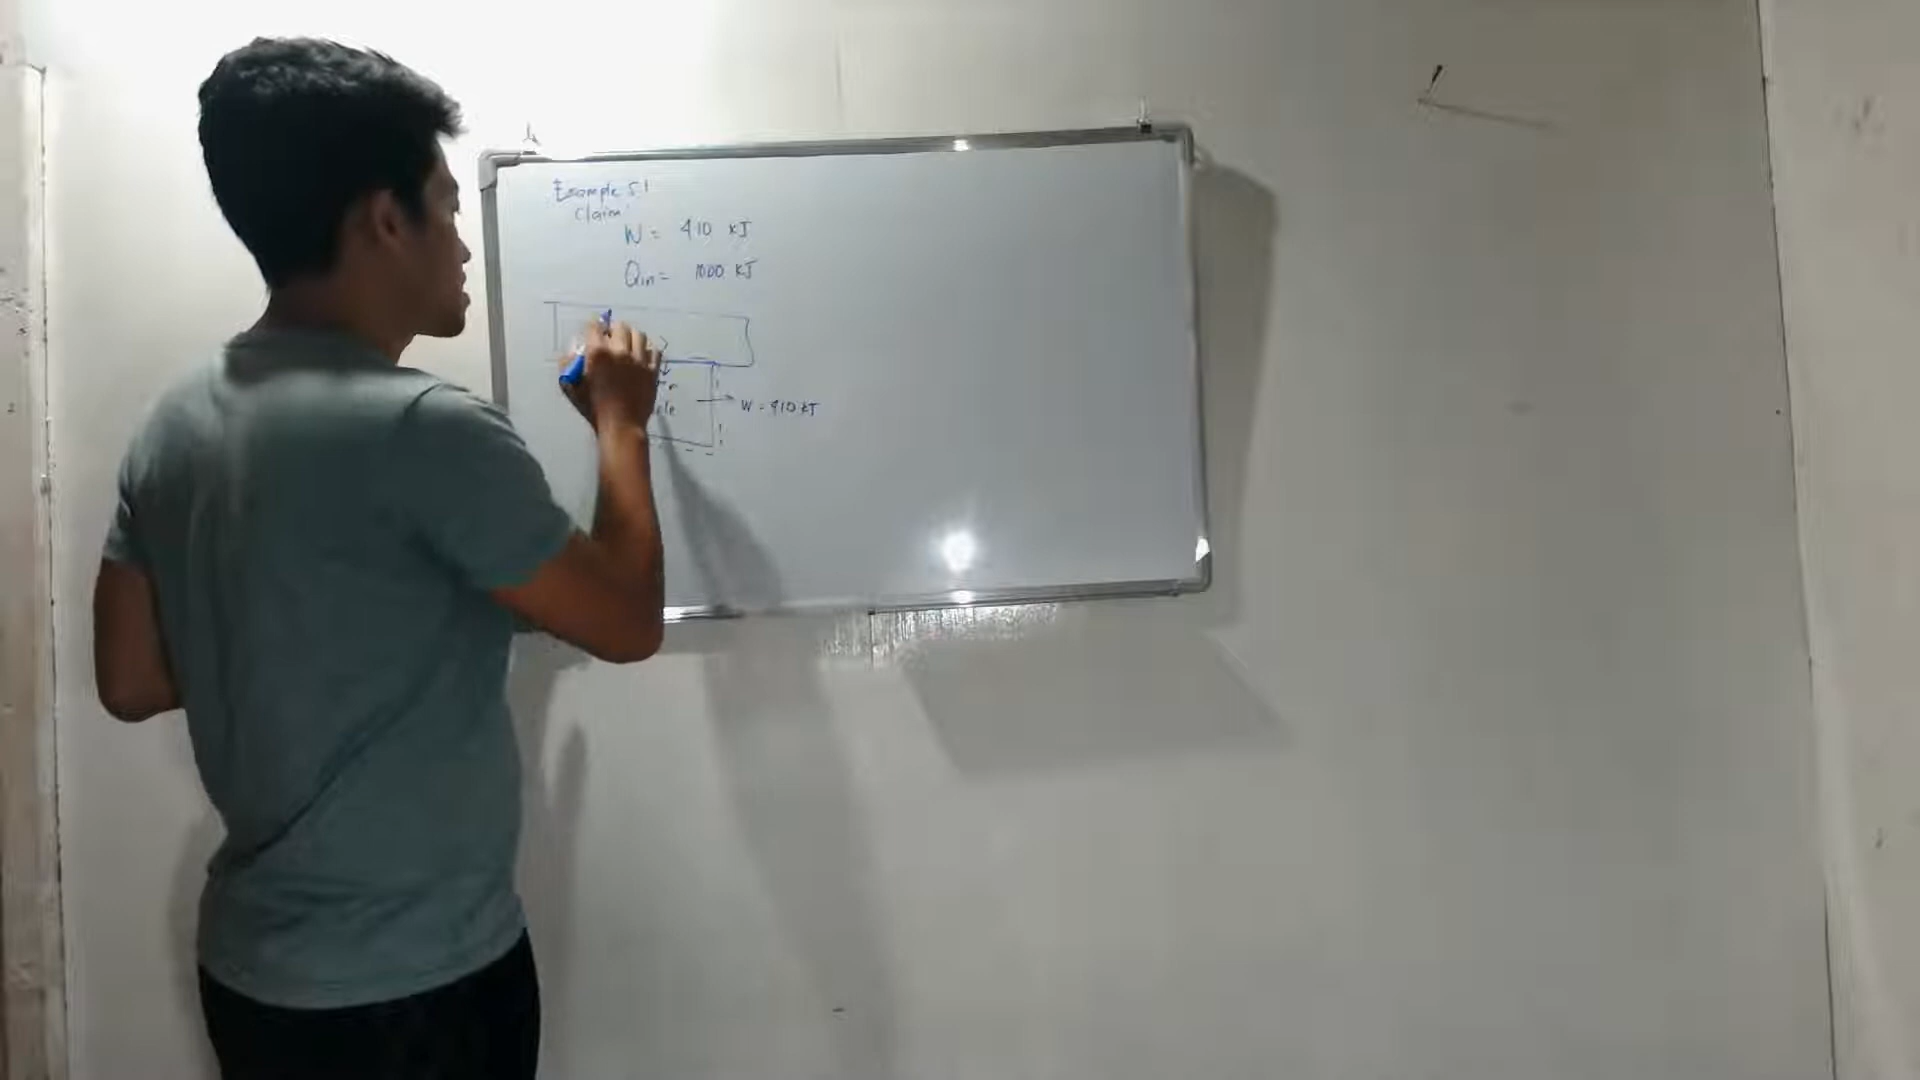 Example 5.1
Claim:
W = 410 kJ
Qin = 1000 kJ
W = 410 kJ